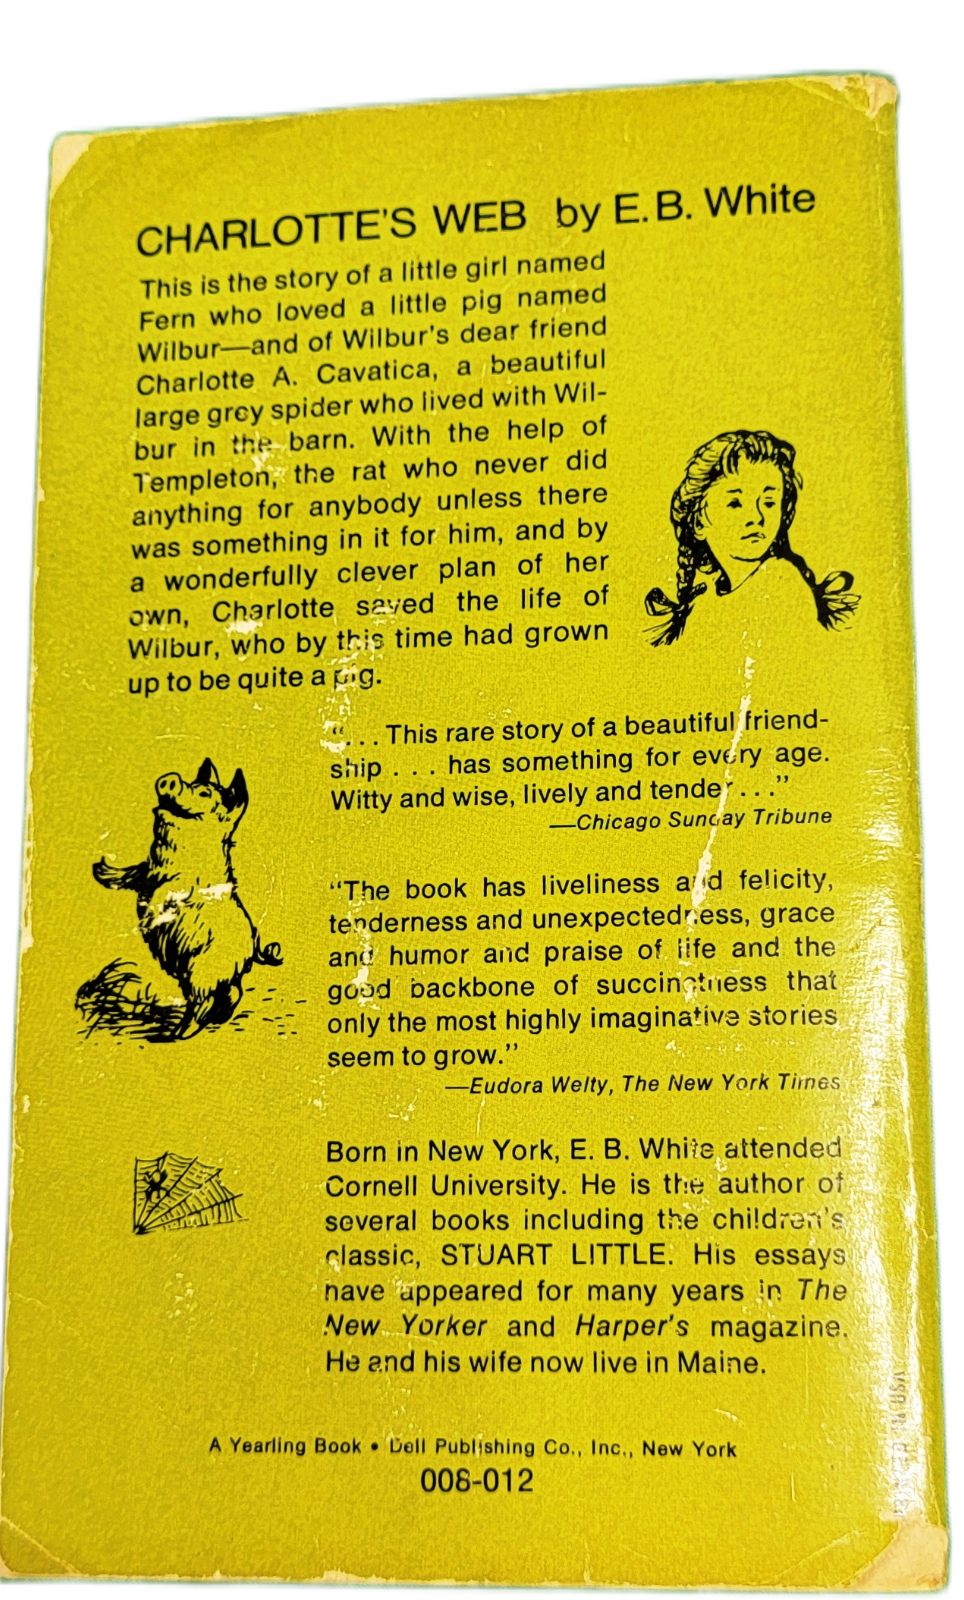 CHARLOTTE'S WEB by E. B. White
This is the story of a little girl named
Fern who loved a little pig named
Wilbur—and of Wilbur's dear friend
Charlotte A. Cavatica, a beautiful
large grey spider who lived with Wil-
bur in the barn. With the help of
Templeton, the rat who never did
anything for anybody unless there
was something in it for him, and by
a wonderfully clever plan of her
own, Charlotte saved the life of
Wilbur, who by this time had grown
up to be quite a pig.
“. . . This rare story of a beautiful friend-
ship . . . has something for every age.
Witty and wise, lively and tender . . .”
—Chicago Sunday Tribune
“The book has liveliness and felicity,
tenderness and unexpectedness, grace
and humor and praise of life and the
good backbone of succinctness that
only the most highly imaginative stories
seem to grow.”
—Eudora Welty, The New York Times
Born in New York, E. B. White attended
Cornell University. He is the author of
several books including the children's
classic, STUART LITTLE. His essays
have appeared for many years in The
New Yorker and Harper's magazine.
He and his wife now live in Maine.
A Yearling Book • Dell Publishing Co., Inc., New York
008-012
USA